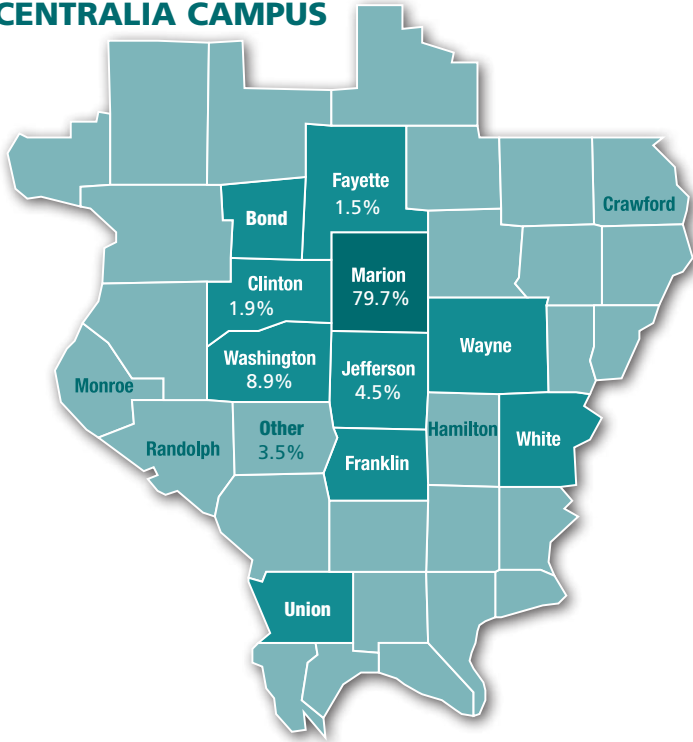 CENTRALIA CAMPUS
Fayette
1.5%
Crawford
Bond
Marion
79.7%
Clinton
1.9%
Wayne
Washington
8.9%
Jefferson
4.5%
Monroe
Other
3.5%
Hamilton
White
Randolph
Franklin
Union